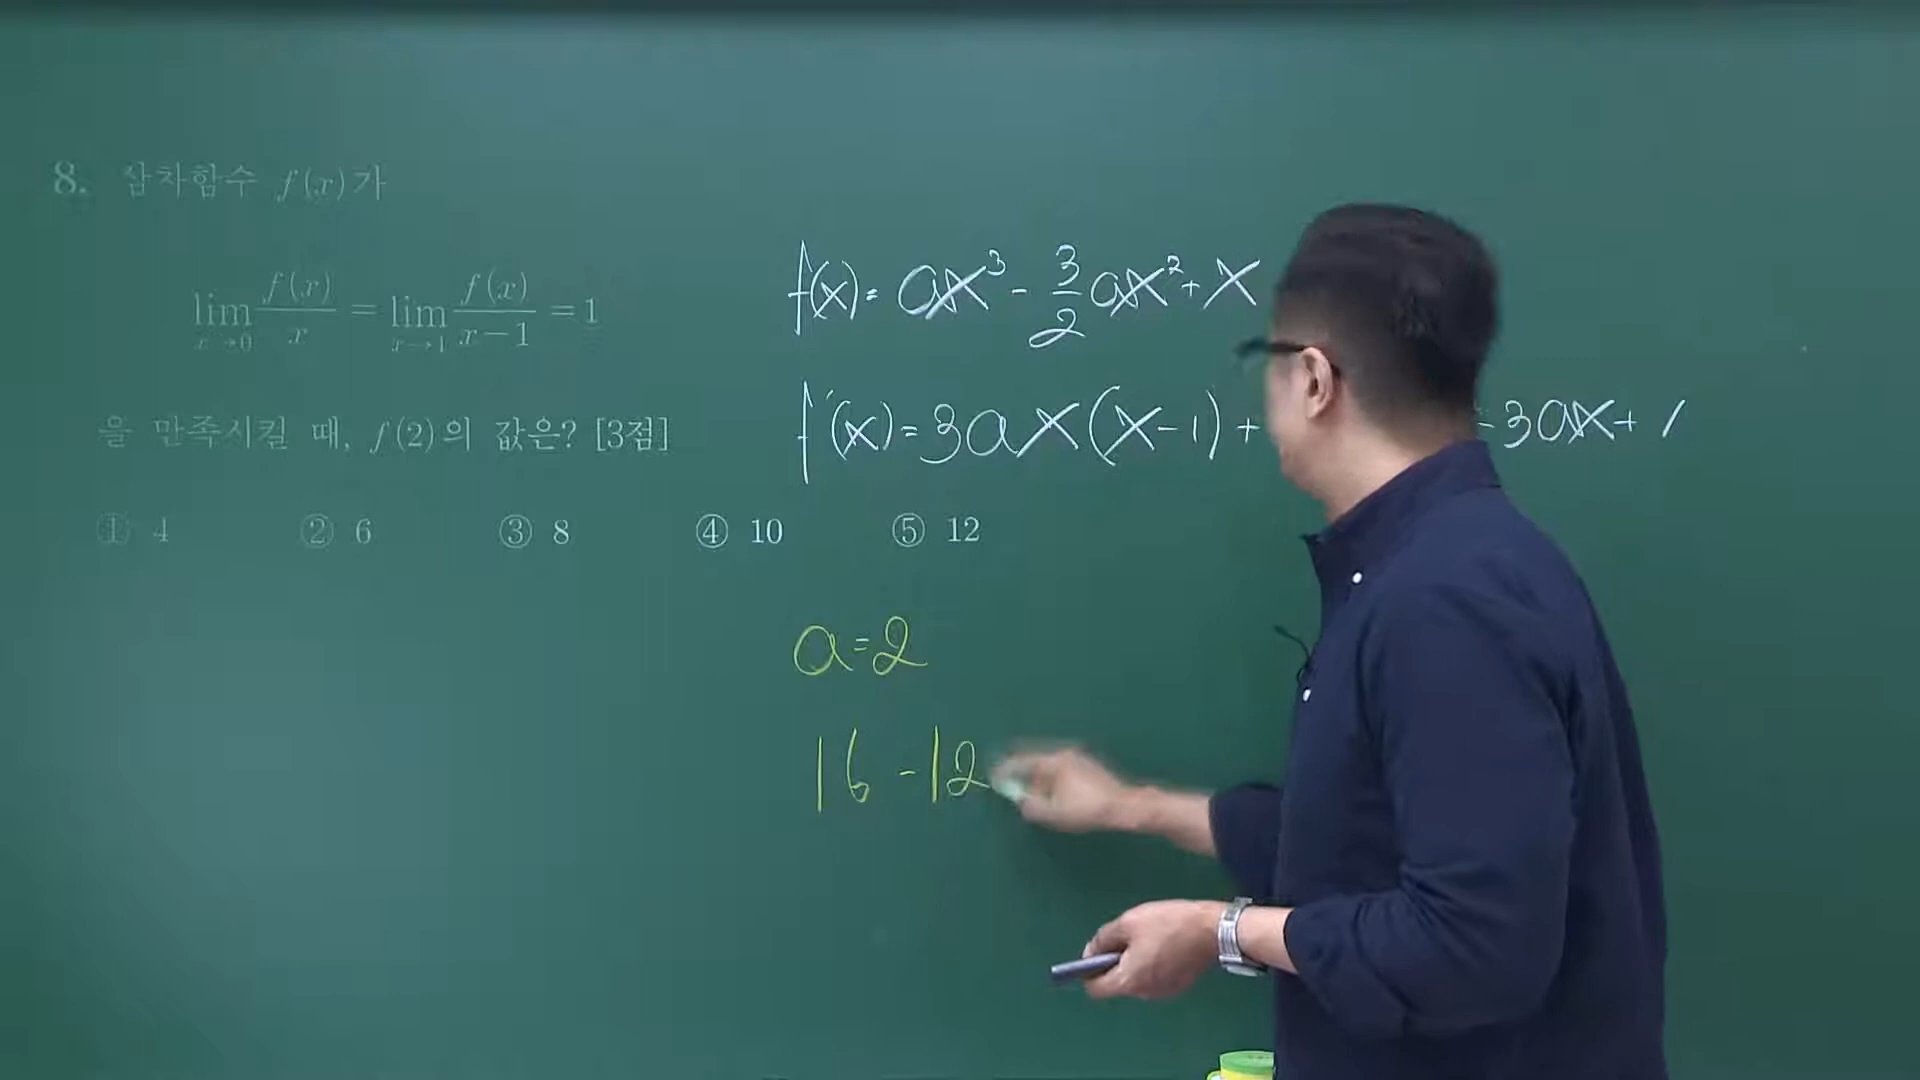 8. 삼차함수 f(x)가
lim x→0 f(x)/x = lim x→1 f(x)/x−1 = 1
을 만족시킬 때, f(2)의 값은? [3점]
① 4 ② 6 ③ 8 ④ 10 ⑤ 12
f(x)= ax³ - 3/2 ax² + x
f'(x)= 3ax(x-1)+ -3ax+1
a=2
16 -12